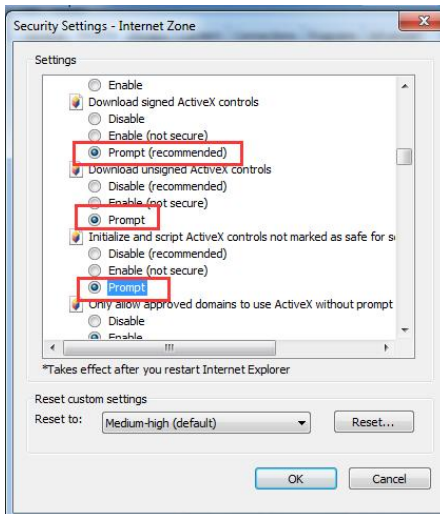 Security Settings - Internet Zone
Settings
Enable
Download signed ActiveX controls
Disable
Enable (not secure)
Prompt (recommended)
Download unsigned ActiveX controls
Disable (recommended)
Enable (not secure)
Prompt
Initialize and script ActiveX controls not marked as safe for s
Disable (recommended)
Enable (not secure)
Prompt
Only allow approved domains to use ActiveX without prompt
Disable
Enable
*Takes effect after you restart Internet Explorer
Reset custom settings
Reset to:
Medium-high (default)
Reset...
OK
Cancel